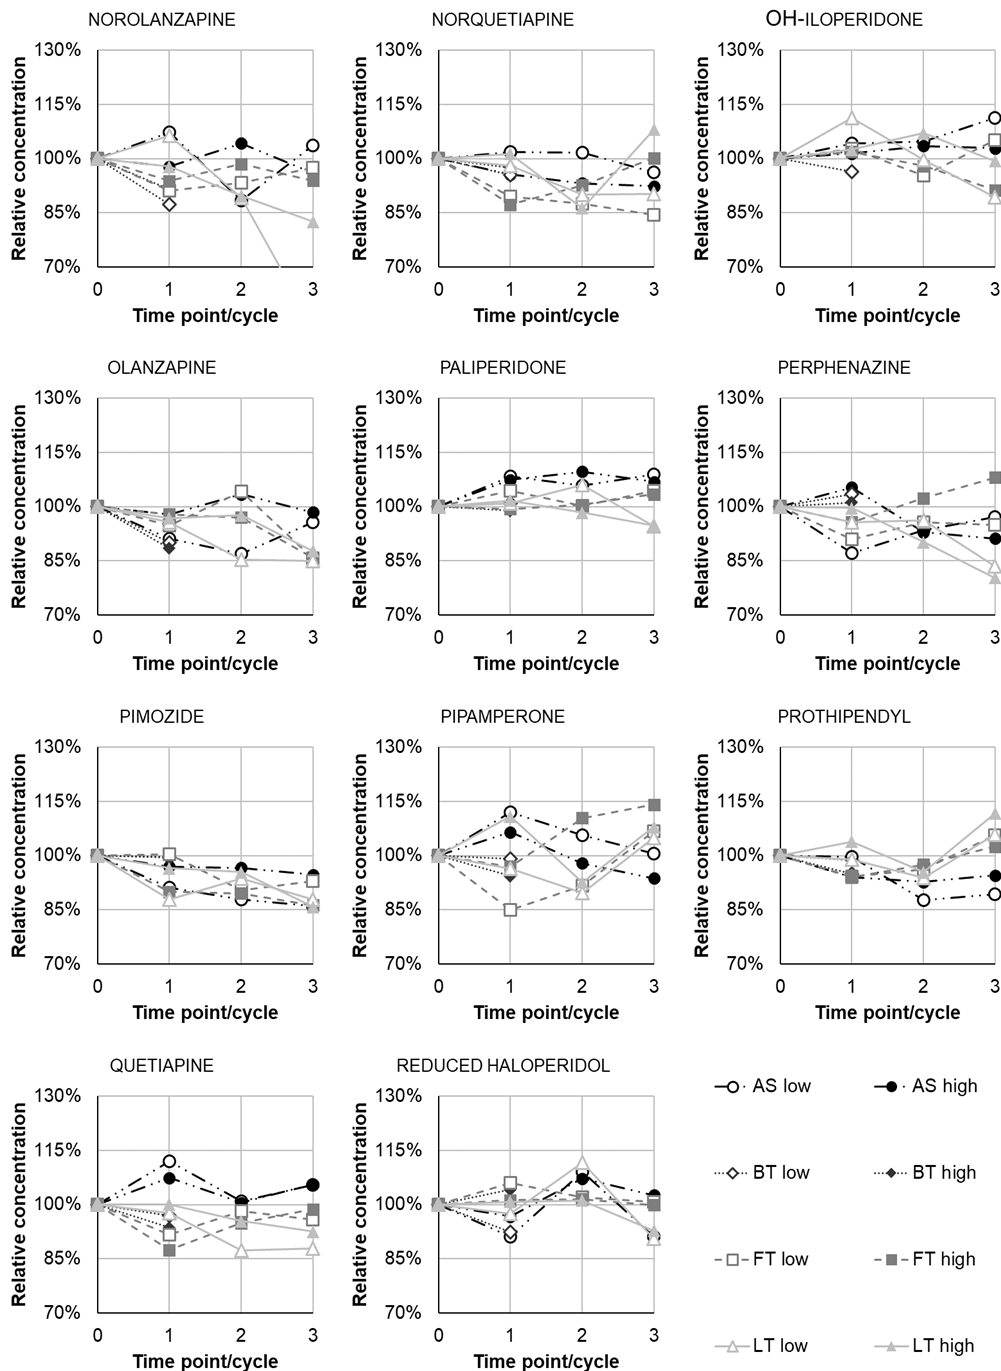 NOROLANZAPINE
NORQUETIAPINE
OH-ILOPERIDONE
130%
115%
100%
85%
70%
Relative concentration
0 1 2 3
Time point/cycle
130%
115%
100%
85%
70%
Relative concentration
0 1 2 3
Time point/cycle
130%
115%
100%
85%
70%
Relative concentration
0 1 2 3
Time point/cycle
OLANZAPINE
PALIPERIDONE
PERPHENAZINE
130%
115%
100%
85%
70%
Relative concentration
0 1 2 3
Time point/cycle
130%
115%
100%
85%
70%
Relative concentration
0 1 2 3
Time point/cycle
130%
115%
100%
85%
70%
Relative concentration
0 1 2 3
Time point/cycle
PIMOZIDE
PIPAMPERONE
PROTHIPENDYL
130%
115%
100%
85%
70%
Relative concentration
0 1 2 3
Time point/cycle
130%
115%
100%
85%
70%
Relative concentration
0 1 2 3
Time point/cycle
130%
115%
100%
85%
70%
Relative concentration
0 1 2 3
Time point/cycle
QUETIAPINE
REDUCED HALOPERIDOL
130%
115%
100%
85%
70%
Relative concentration
0 1 2 3
Time point/cycle
130%
115%
100%
85%
70%
Relative concentration
0 1 2 3
Time point/cycle
AS low
AS high
BT low
BT high
FT low
FT high
LT low
LT high